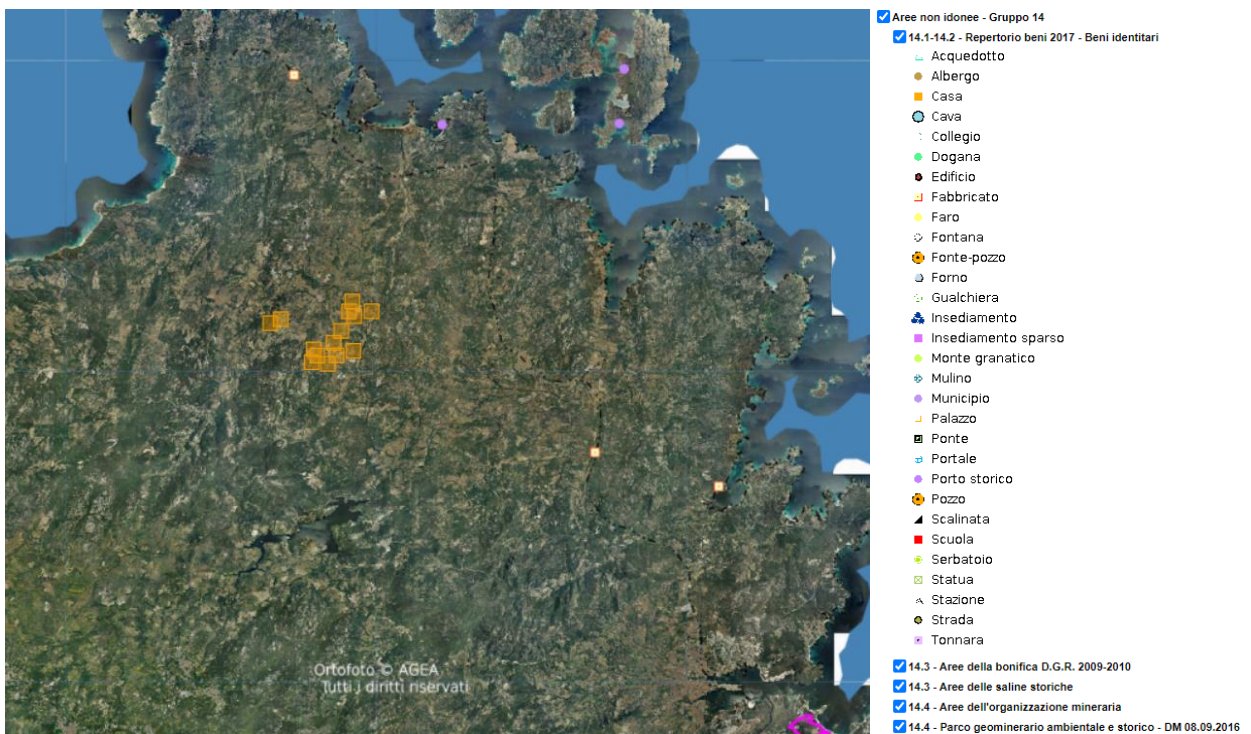 Aree non idonee - Gruppo 14
14.1-14.2 - Repertorio beni 2017 - Beni identitari
Acquedotto
Albergo
Casa
Cava
Collegio
Dogana
Edificio
Fabbricato
Faro
Fontana
Fonte-pozzo
Forno
Gualchiera
Insediamento
Insediamento sparso
Monte granatico
Mulino
Municipio
Palazzo
Ponte
Portale
Porto storico
Pozzo
Scalinata
Scuola
Serbatoio
Statua
Stazione
Strada
Tonnara
14.3 - Aree della bonifica D.G.R. 2009-2010
14.3 - Aree delle saline storiche
14.4 - Aree dell'organizzazione mineraria
14.4 - Parco geominerario ambientale e storico - DM 08.09.2016
Ortofoto © AGEA
Tutti i diritti riservati